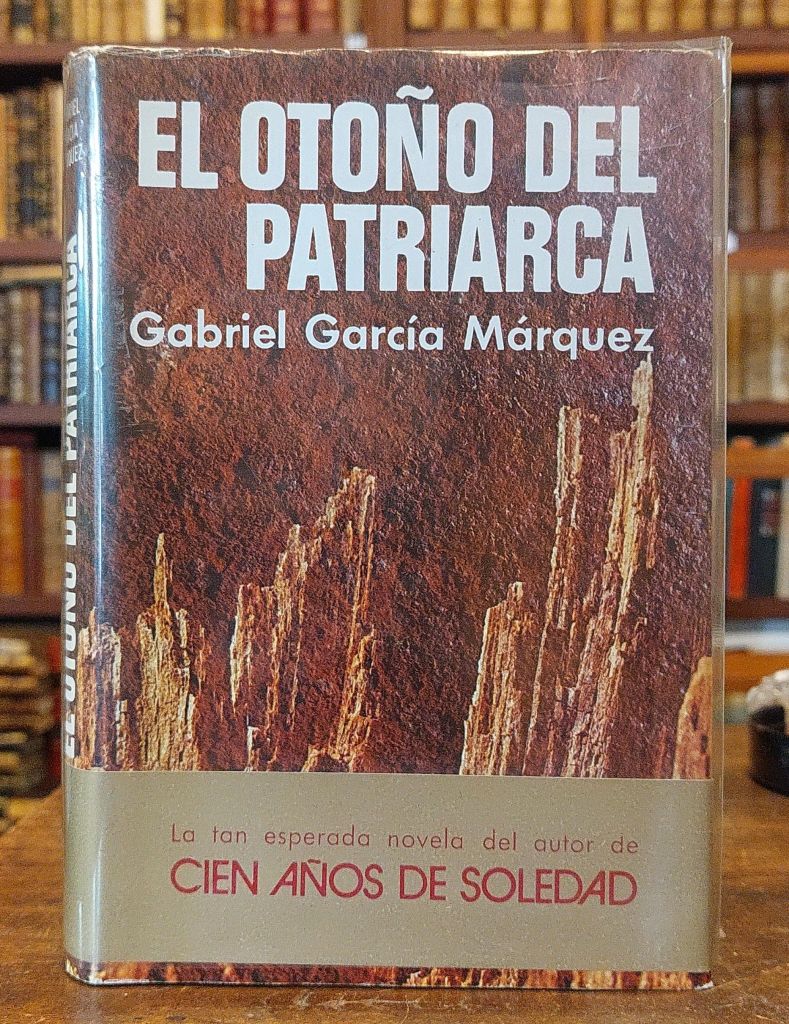 EL OTOÑO DEL
PATRIARCA
Gabriel García Márquez
La tan esperada novela del autor de
CIEN AÑOS DE SOLEDAD
EL OTOÑO DEL PATRIARCA